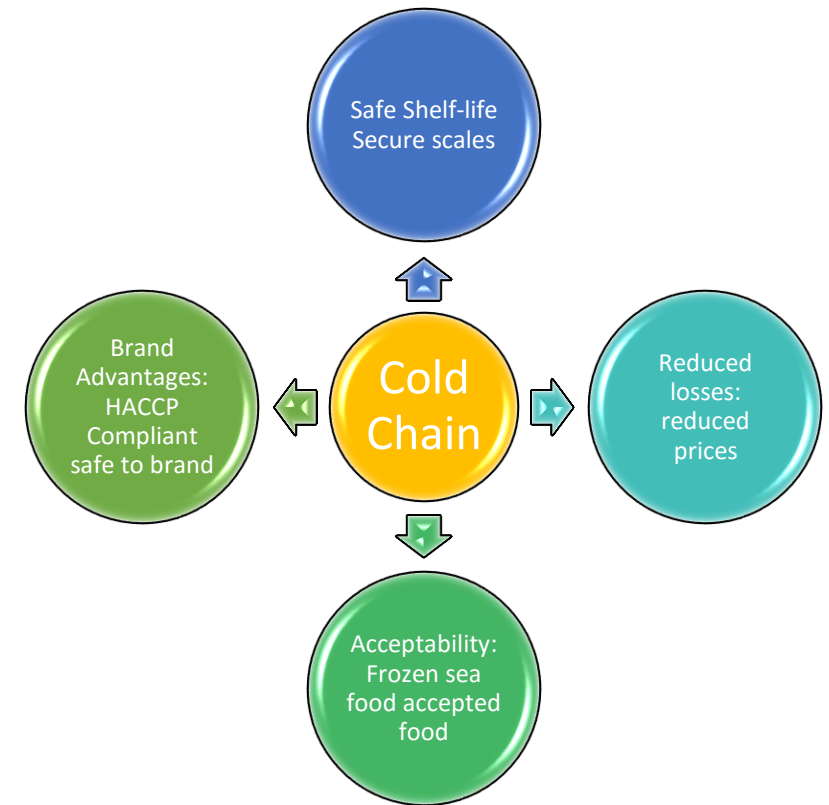 Safe Shelf-life
Secure scales
Brand
Advantages:
HACCP
Compliant
safe to brand
Cold
Chain
Reduced
losses:
reduced
prices
Acceptability:
Frozen sea
food accepted
food